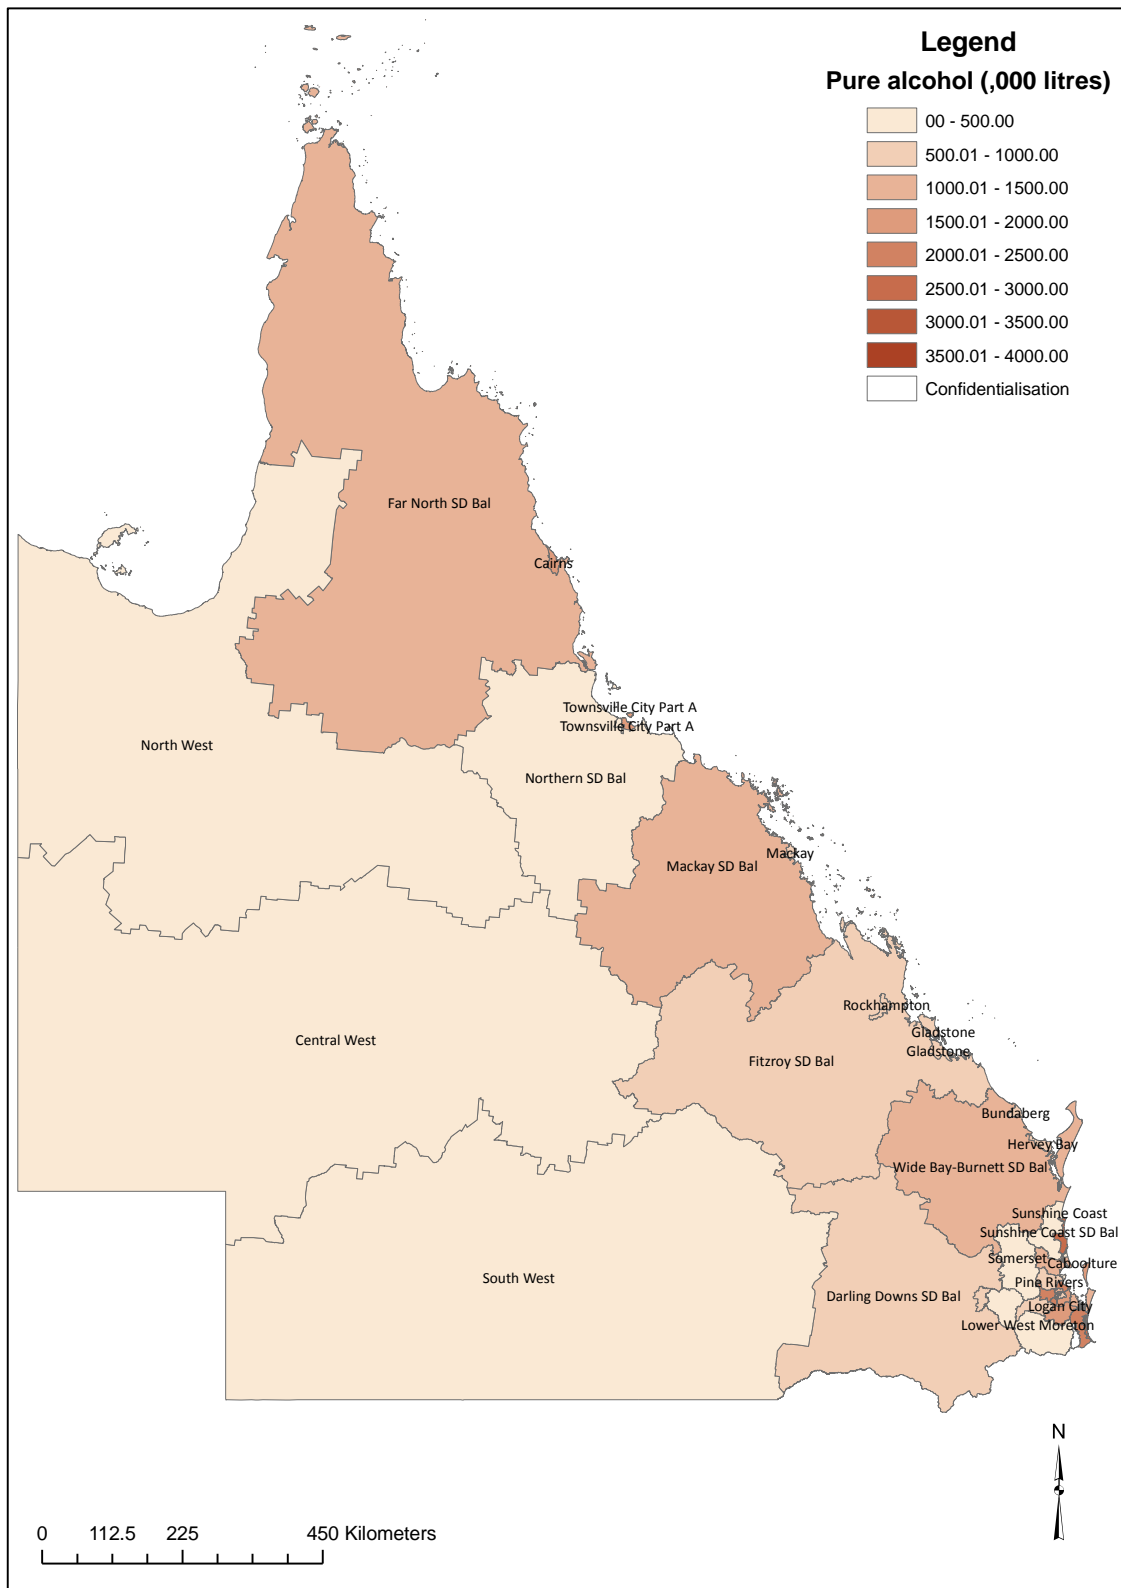 Legend
Pure alcohol (,000 litres)
00 - 500.00
500.01 - 1000.00
1000.01 - 1500.00
1500.01 - 2000.00
2000.01 - 2500.00
2500.01 - 3000.00
3000.01 - 3500.00
3500.01 - 4000.00
Confidentialisation
Far North SD Bal
Cairns
Townsville City Part A
Townsville City Part A
North West
Northern SD Bal
Mackay
Mackay SD Bal
Rockhampton
Gladstone
Central West
Gladstone
Fitzroy SD Bal
Bundaberg
Hervey Bay
Wide Bay-Burnett SD Bal
Sunshine Coast
Sunshine Coast SD Bal
Somerset
Caboolture
South West
Pine Rivers
Darling Downs SD Bal
Logan City
Lower West Moreton
N
0 112.5 225 450 Kilometers